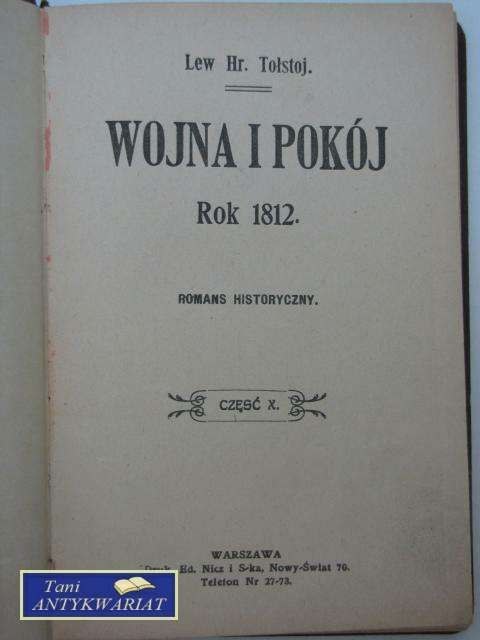 Lew Hr. Tołstoj.
WOJNA I POKÓJ
Rok 1812.
ROMANS HISTORYCZNY.
CZĘŚĆ X.
WARSZAWA
Druk. Ed. Nicz i S-ka, Nowy-Świat 70.
Telefon Nr 27-73.
Tani
ANTYKWARIAT